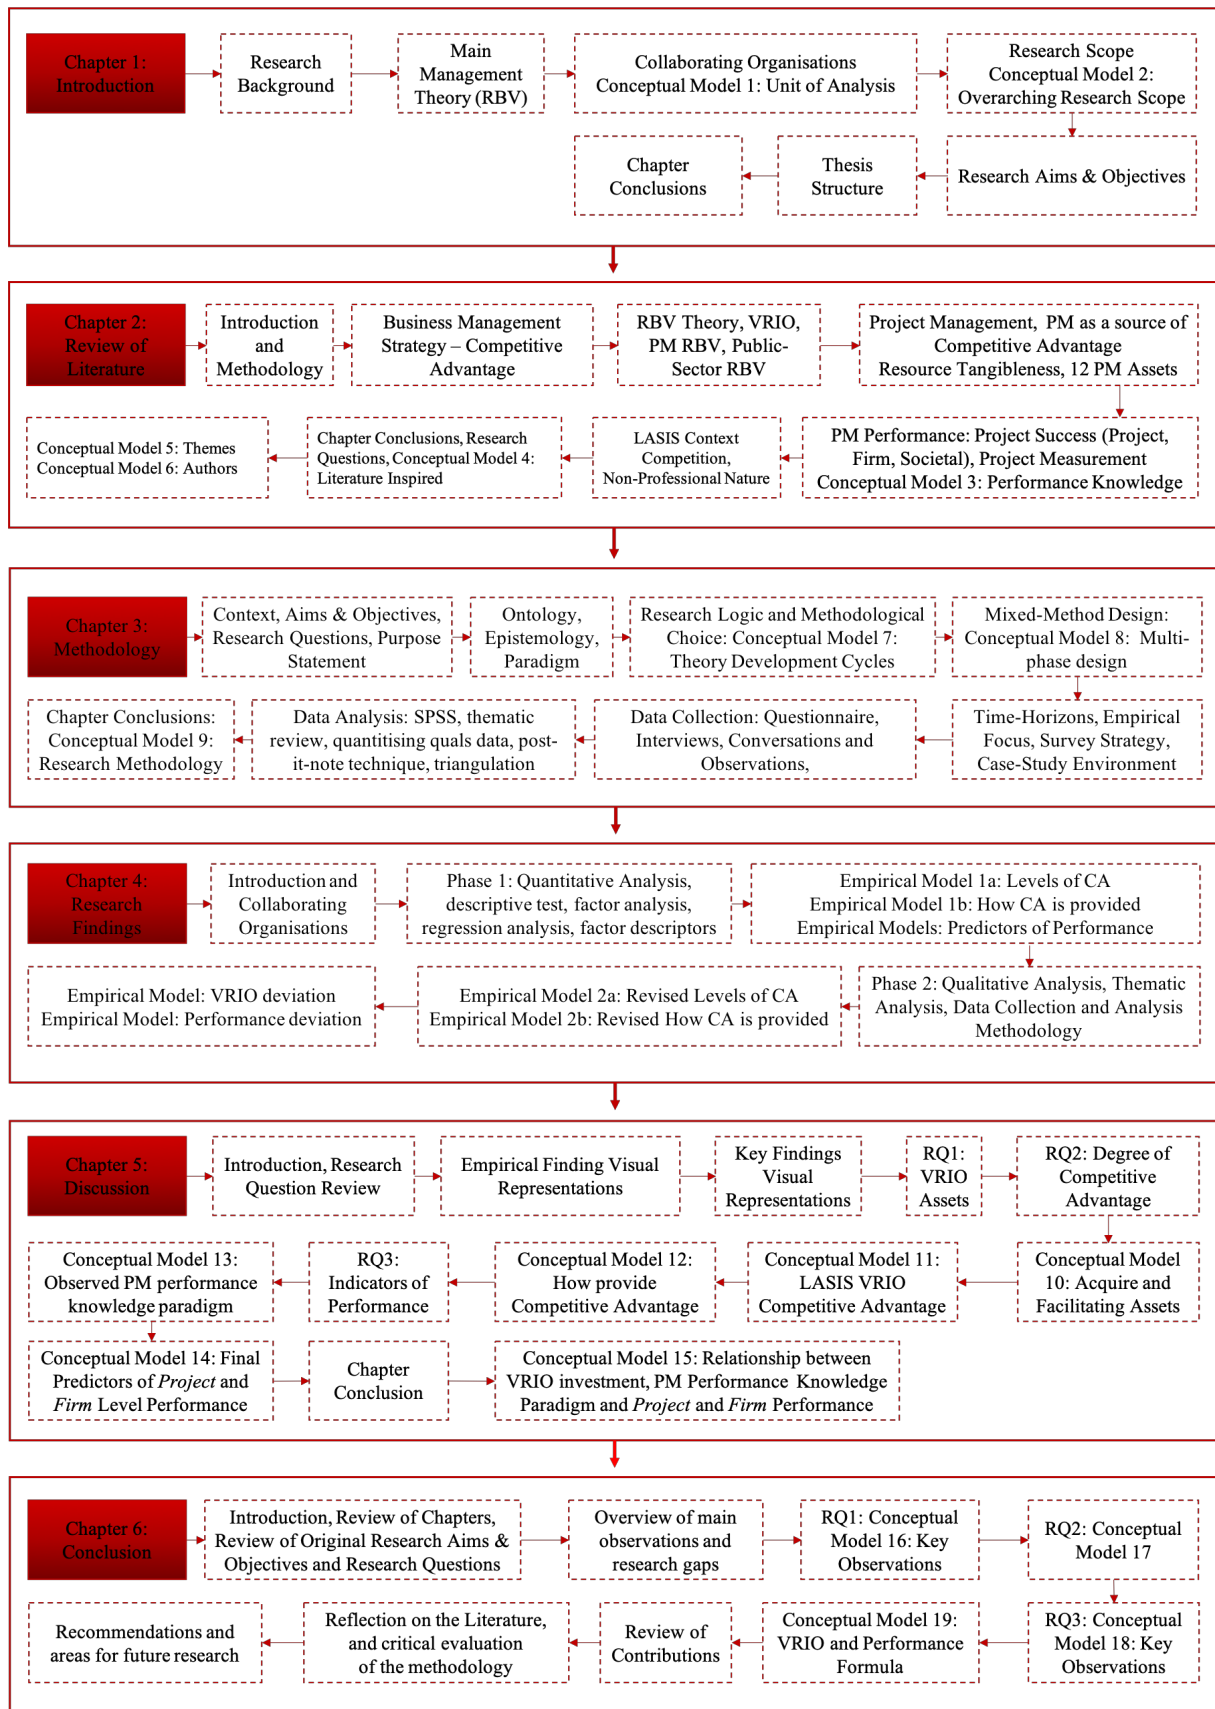 Chapter 1:
Introduction
Research
Background
Main
Management
Theory (RBV)
Collaborating Organisations
Conceptual Model 1: Unit of Analysis
Research Scope
Conceptual Model 2:
Overarching Research Scope
Research Aims & Objectives
Thesis
Structure
Chapter
Conclusions
Chapter 2:
Review of
Literature
Introduction
and
Methodology
Business Management
Strategy – Competitive
Advantage
RBV Theory, VRIO,
PM RBV, Public-
Sector RBV
Project Management, PM as a source of
Competitive Advantage
Resource Tangibleness, 12 PM Assets
PM Performance: Project Success (Project,
Firm, Societal), Project Measurement
Conceptual Model 3: Performance Knowledge
LASIS Context
Competition,
Non-Professional Nature
Chapter Conclusions, Research
Questions, Conceptual Model 4:
Literature Inspired
Conceptual Model 5: Themes
Conceptual Model 6: Authors
Chapter 3:
Methodology
Context, Aims & Objectives,
Research Questions, Purpose
Statement
Ontology,
Epistemology,
Paradigm
Research Logic and Methodological
Choice: Conceptual Model 7:
Theory Development Cycles
Mixed-Method Design:
Conceptual Model 8: Multi-
phase design
Time-Horizons, Empirical
Focus, Survey Strategy,
Case-Study Environment
Data Collection: Questionnaire,
Interviews, Conversations and
Observations,
Data Analysis: SPSS, thematic
review, quantitising quals data, post-
it-note technique, triangulation
Chapter Conclusions:
Conceptual Model 9:
Research Methodology
Chapter 4:
Research
Findings
Introduction and
Collaborating
Organisations
Phase 1: Quantitative Analysis,
descriptive test, factor analysis,
regression analysis, factor descriptors
Empirical Model 1a: Levels of CA
Empirical Model 1b: How CA is provided
Empirical Models: Predictors of Performance
Phase 2: Qualitative Analysis, Thematic
Analysis, Data Collection and Analysis
Methodology
Empirical Model 2a: Revised Levels of CA
Empirical Model 2b: Revised How CA is provided
Empirical Model: VRIO deviation
Empirical Model: Performance deviation
Chapter 5:
Discussion
Introduction, Research
Question Review
Empirical Finding Visual
Representations
Key Findings
Visual
Representations
RQ1:
VRIO
Assets
RQ2: Degree of
Competitive
Advantage
Conceptual Model
10: Acquire and
Facilitating Assets
Conceptual Model 11:
LASIS VRIO
Competitive Advantage
Conceptual Model 12:
How provide
Competitive Advantage
RQ3:
Indicators of
Performance
Conceptual Model 13:
Observed PM performance
knowledge paradigm
Conceptual Model 14: Final
Predictors of Project and
Firm Level Performance
Chapter
Conclusion
Conceptual Model 15: Relationship between
VRIO investment, PM Performance Knowledge
Paradigm and Project and Firm Performance
Chapter 6:
Conclusion
Introduction, Review of Chapters,
Review of Original Research Aims &
Objectives and Research Questions
Overview of main
observations and
research gaps
RQ1: Conceptual
Model 16: Key
Observations
RQ2: Conceptual
Model 17
RQ3: Conceptual
Model 18: Key
Observations
Conceptual Model 19:
VRIO and Performance
Formula
Review of
Contributions
Reflection on the Literature,
and critical evaluation
of the methodology
Recommendations and
areas for future research